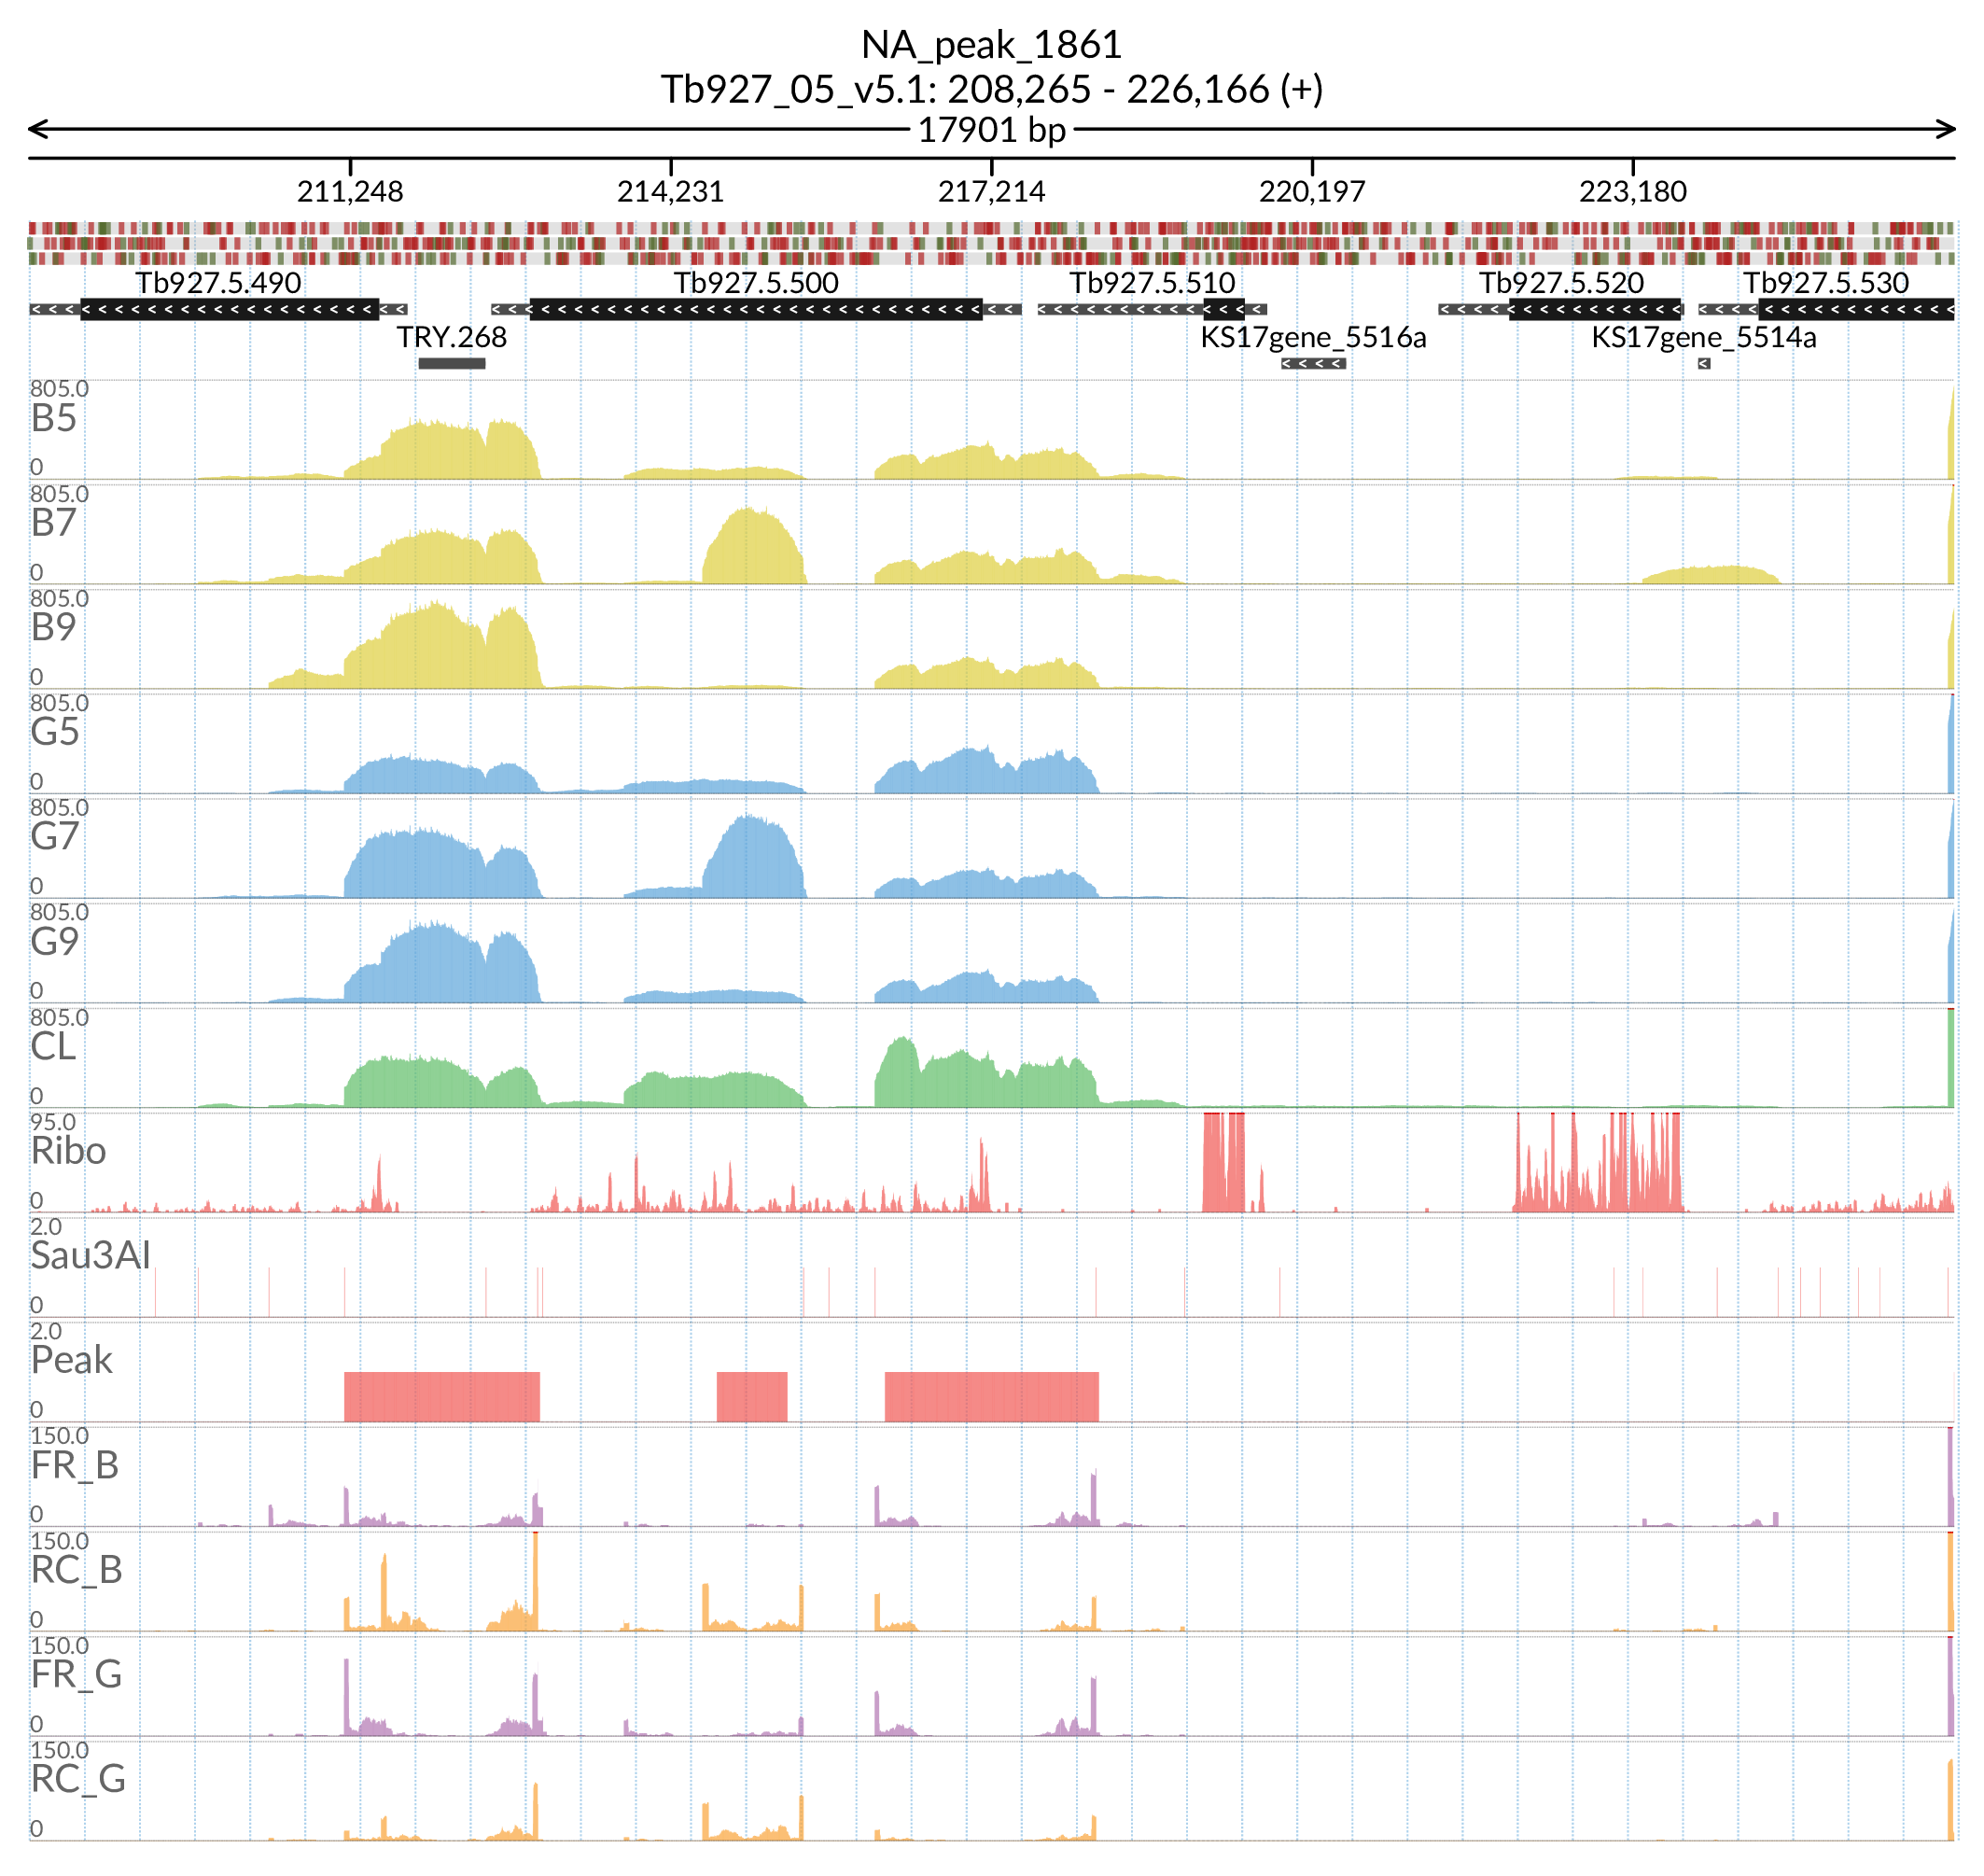 NA_peak_1861
Tb927_05_v5.1: 208,265 - 226,166 (+)
17901 bp
211,248 214,231 217,214 220,197 223,180
Tb927.5.490 Tb927.5.500 Tb927.5.510 Tb927.5.520 Tb927.5.530
TRY.268 KS17gene_5516a KS17gene_5514a
805.0
B5
0
805.0
B7
0
805.0
B9
0
805.0
G5
0
805.0
G7
0
805.0
G9
0
805.0
CL
0
95.0
Ribo
0
2.0
Sau3AI
0
2.0
Peak
0
150.0
FR_B
0
150.0
RC_B
0
150.0
FR_G
0
150.0
RC_G
0